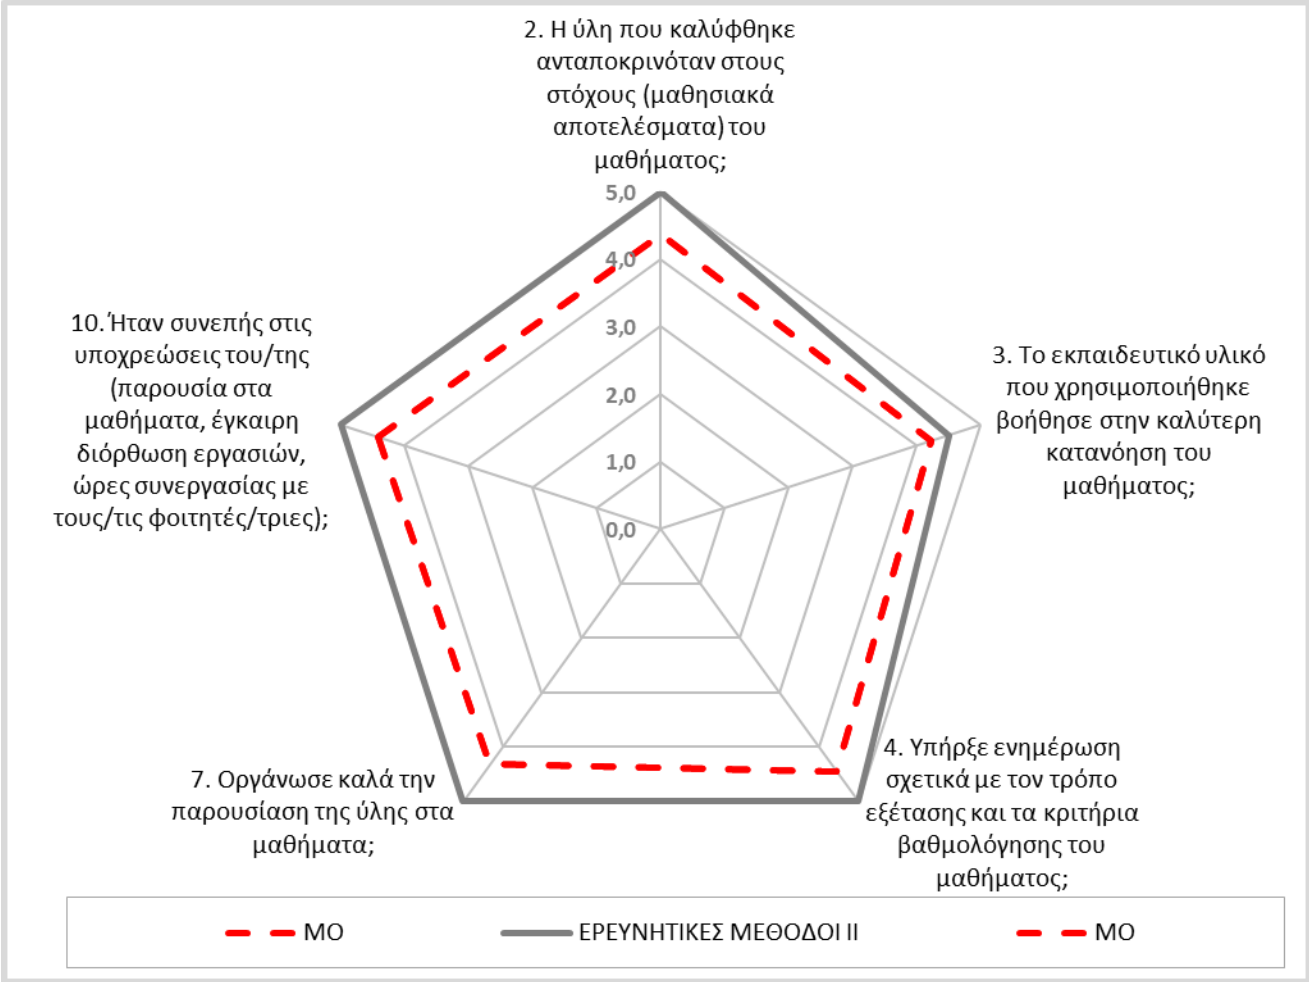 2. Η ύλη που καλύφθηκε
ανταποκρινόταν στους
στόχους (μαθησιακά
αποτελέσματα) του
μαθήματος;
5,0
4,0
3,0
2,0
1,0
0,0
3. Το εκπαιδευτικό υλικό
που χρησιμοποιήθηκε
βοήθησε στην καλύτερη
κατανόηση του
μαθήματος;
4. Υπήρξε ενημέρωση
σχετικά με τον τρόπο
εξέτασης και τα κριτήρια
βαθμολόγησης του
μαθήματος;
7. Οργάνωσε καλά την
παρουσίαση της ύλης στα
μαθήματα;
10. Ήταν συνεπής στις
υποχρεώσεις του/της
(παρουσία στα
μαθήματα, έγκαιρη
διόρθωση εργασιών,
ώρες συνεργασίας με
τους/τις φοιτητές/τριες);
ΜΟ
ΕΡΕΥΝΗΤΙΚΕΣ ΜΕΘΟΔΟΙ ΙΙ
ΜΟ